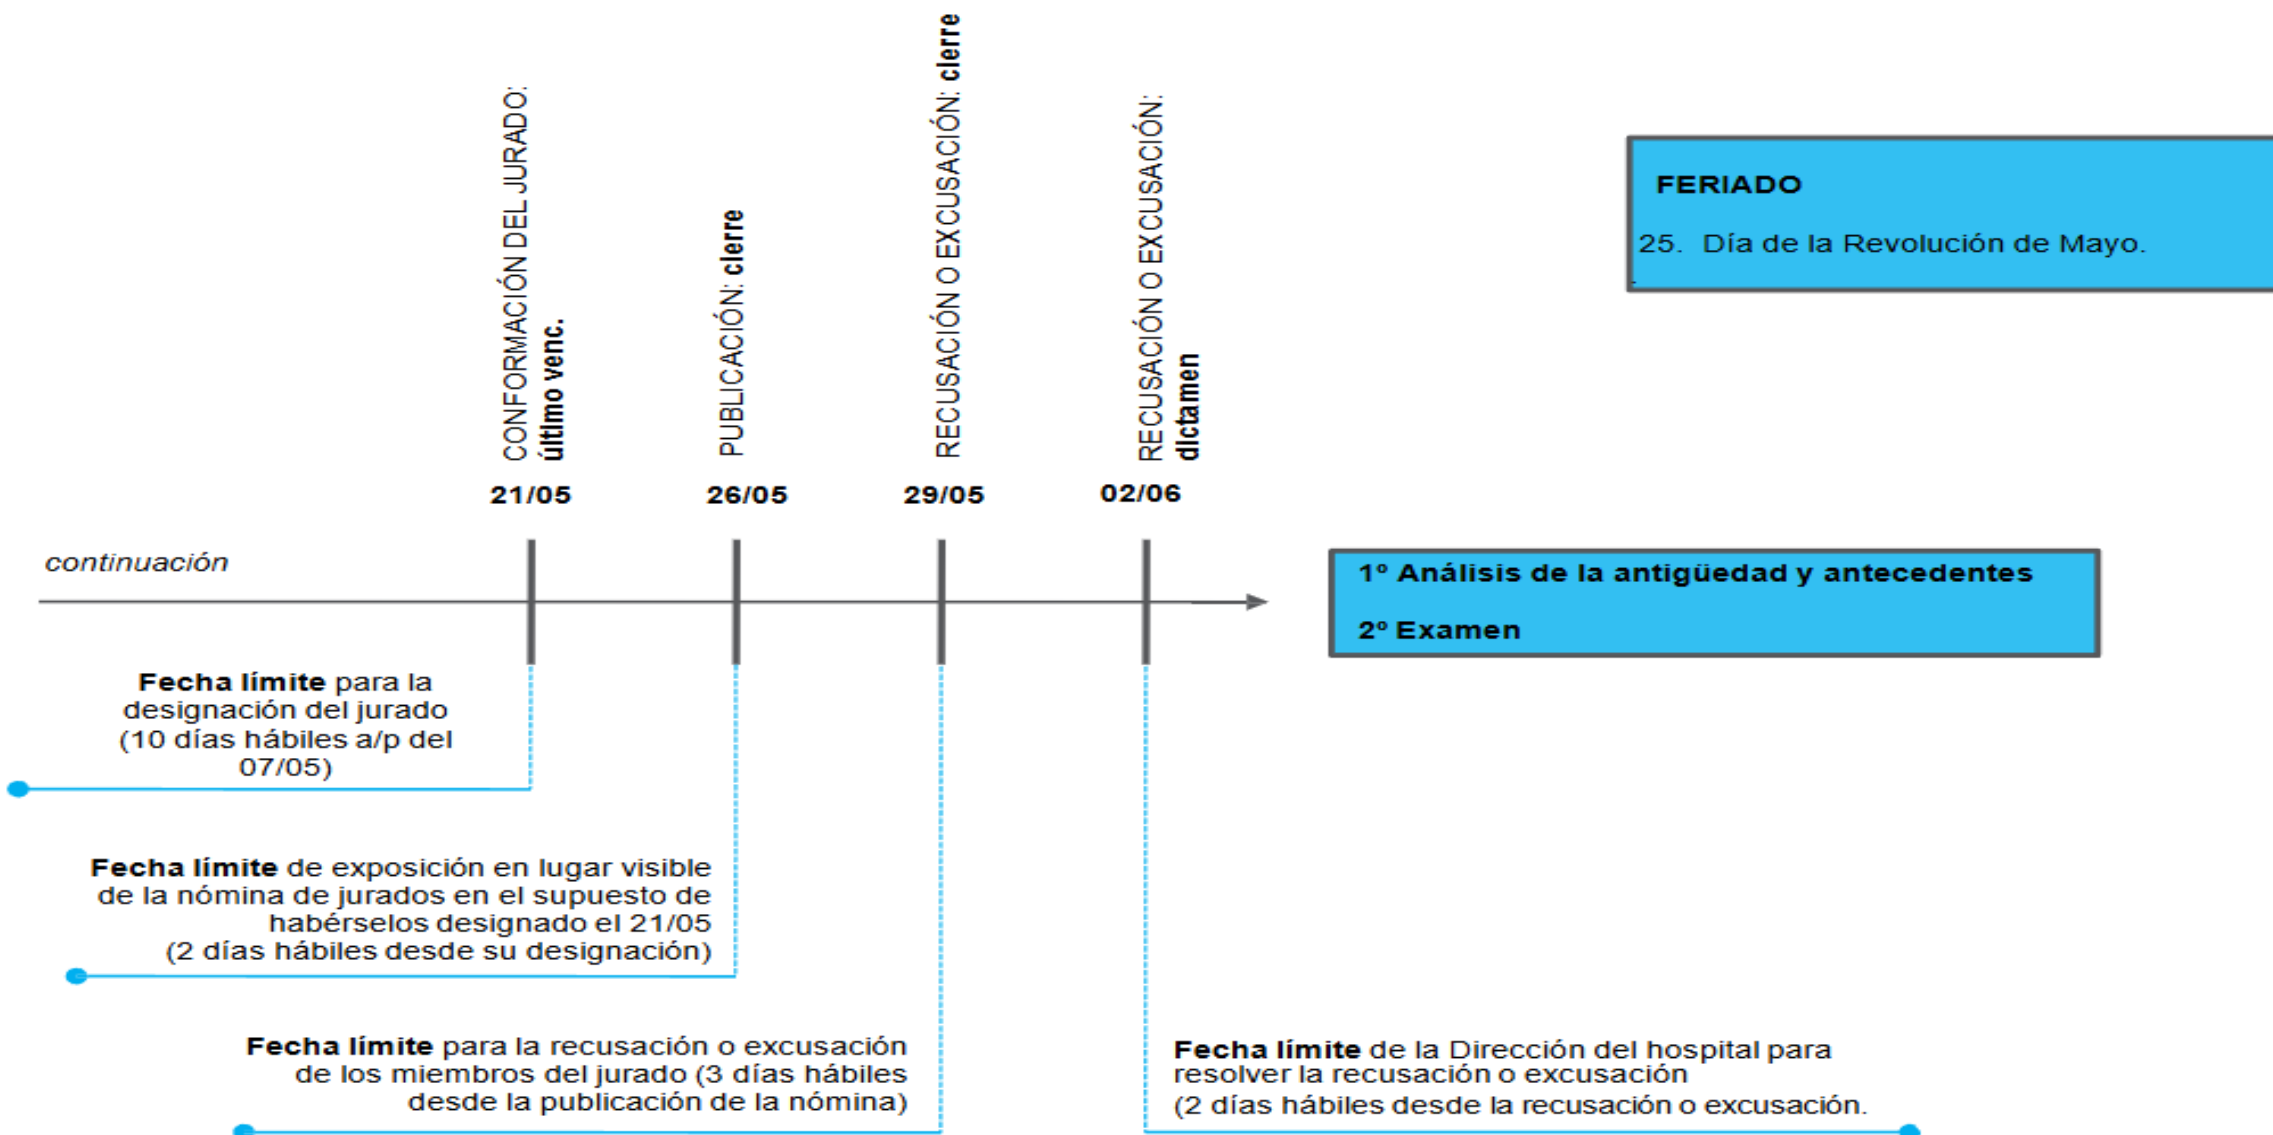 CONFORMACIÓN DEL JURADO:
último venc.
PUBLICACIÓN: cierre
RECUSACIÓN O EXCUSACIÓN: cierre
RECUSACIÓN O EXCUSACIÓN:
dictamen
FERIADO
25. Día de la Revolución de Mayo.
.
21/05
26/05
29/05
02/06
continuación
1º Análisis de la antigüedad y antecedentes
2º Examen
Fecha límite para la
designación del jurado
(10 días hábiles a/p del
07/05)
Fecha límite de exposición en lugar visible
de la nómina de jurados en el supuesto de
habérselos designado el 21/05
(2 días hábiles desde su designación)
Fecha límite para la recusación o excusación
de los miembros del jurado (3 días hábiles
desde la publicación de la nómina)
Fecha límite de la Dirección del hospital para
resolver la recusación o excusación
(2 días hábiles desde la recusación o excusación.